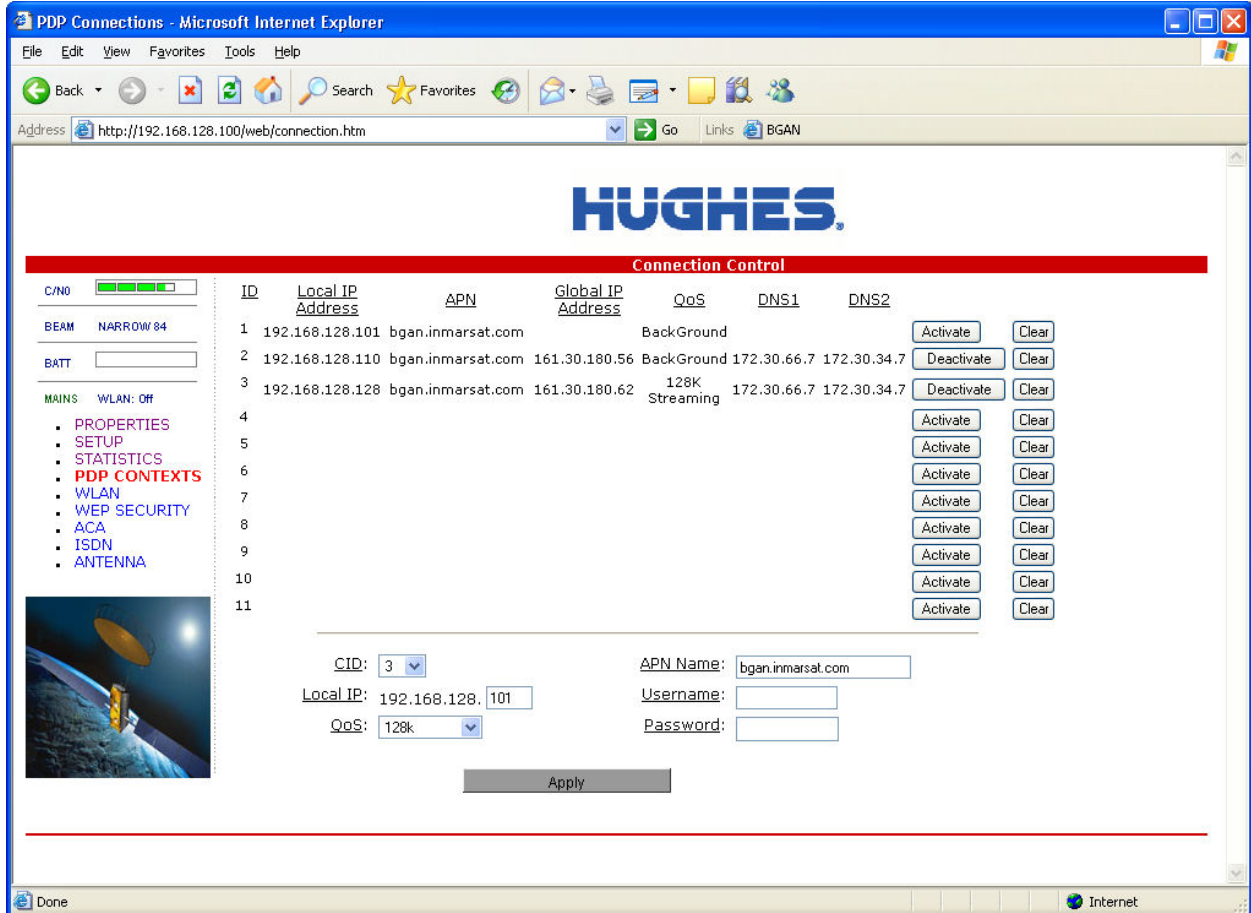 PDP Connections - Microsoft Internet Explorer
File Edit View Favorites Tools Help
Back Search Favorites
Address http://192.168.128.100/web/connection.htm Go Links BGAN
HUGHES.
Connection Control
C/N0
BEAM NARROW 84
BATT
MAINS WLAN: Off
PROPERTIES
SETUP
STATISTICS
PDP CONTEXTS
WLAN
WEP SECURITY
ACA
ISDN
ANTENNA
ID Local IP Address APN Global IP Address QoS DNS1 DNS2
1 192.168.128.101 bgan.inmarsat.com BackGround Activate Clear
2 192.168.128.110 bgan.inmarsat.com 161.30.180.56 BackGround 172.30.66.7 172.30.34.7 Deactivate Clear
3 192.168.128.128 bgan.inmarsat.com 161.30.180.62 128K Streaming 172.30.66.7 172.30.34.7 Deactivate Clear
4 Activate Clear
5 Activate Clear
6 Activate Clear
7 Activate Clear
8 Activate Clear
9 Activate Clear
10 Activate Clear
11 Activate Clear
CID: 3 APN Name: bgan.inmarsat.com
Local IP: 192.168.128. 101 Username:
QoS: 128k Password:
Apply
Done Internet